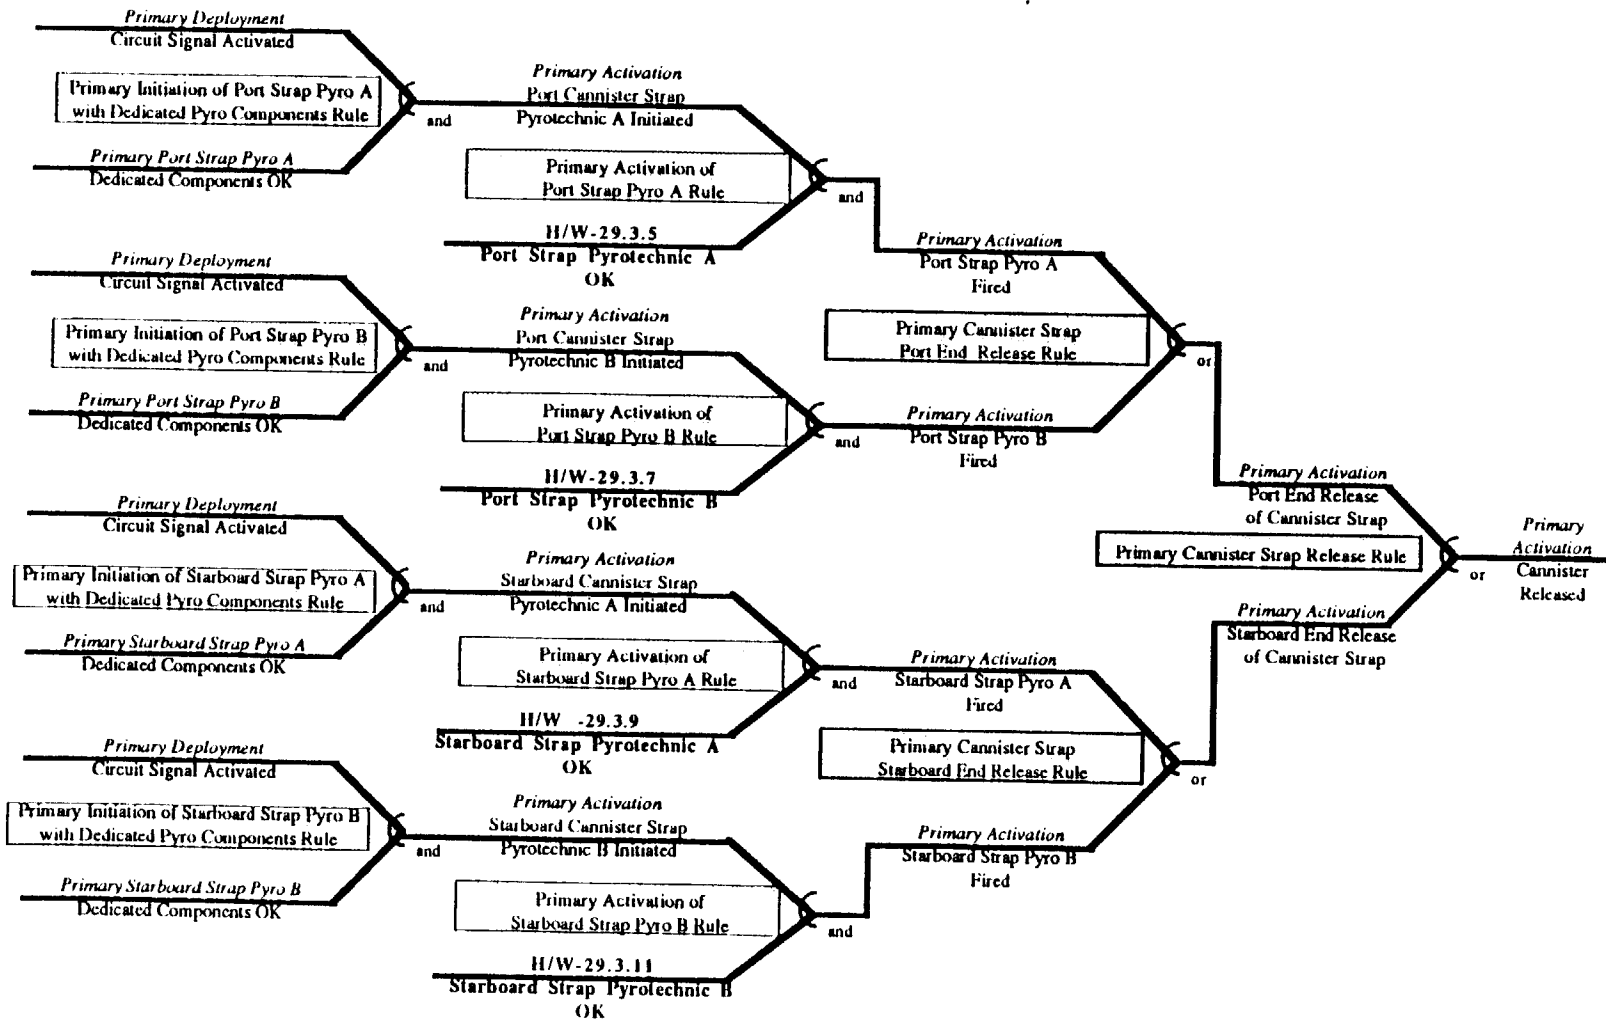 Primary Deployment
Circuit Signal Activated
Primary Initiation of Port Strap Pyro A
with Dedicated Pyro Components Rule
and
Primary Port Strap Pyro A
Dedicated Components OK
Primary Activation
Port Cannister Strap
Pyrotechnic A Initiated
Primary Activation of
Port Strap Pyro A Rule
and
H/W-29.3.5
Port Strap Pyrotechnic A
OK
Primary Deployment
Circuit Signal Activated
Primary Initiation of Port Strap Pyro B
with Dedicated Pyro Components Rule
and
Primary Port Strap Pyro B
Dedicated Components OK
Primary Activation
Port Cannister Strap
Pyrotechnic B Initiated
Primary Activation of
Port Strap Pyro B Rule
and
H/W-29.3.7
Port Strap Pyrotechnic B
OK
Primary Activation
Port Strap Pyro A
Fired
Primary Cannister Strap
Port End Release Rule
or
Primary Activation
Port Strap Pyro B
Fired
Primary Deployment
Circuit Signal Activated
Primary Initiation of Starboard Strap Pyro A
with Dedicated Pyro Components Rule
and
Primary Starboard Strap Pyro A
Dedicated Components OK
Primary Activation
Starboard Cannister Strap
Pyrotechnic A Initiated
Primary Activation of
Starboard Strap Pyro A Rule
and
H/W -29.3.9
Starboard Strap Pyrotechnic A
OK
Primary Deployment
Circuit Signal Activated
Primary Initiation of Starboard Strap Pyro B
with Dedicated Pyro Components Rule
and
Primary Starboard Strap Pyro B
Dedicated Components OK
Primary Activation
Starboard Cannister Strap
Pyrotechnic B Initiated
Primary Activation of
Starboard Strap Pyro B Rule
and
H/W-29.3.11
Starboard Strap Pyrotechnic B
OK
Primary Activation
Starboard Strap Pyro A
Fired
Primary Cannister Strap
Starboard End Release Rule
or
Primary Activation
Starboard Strap Pyro B
Fired
Primary Activation
Port End Release
of Cannister Strap
Primary Cannister Strap Release Rule
or
Primary Activation
Starboard End Release
of Cannister Strap
Primary
Activation
Cannister
Released